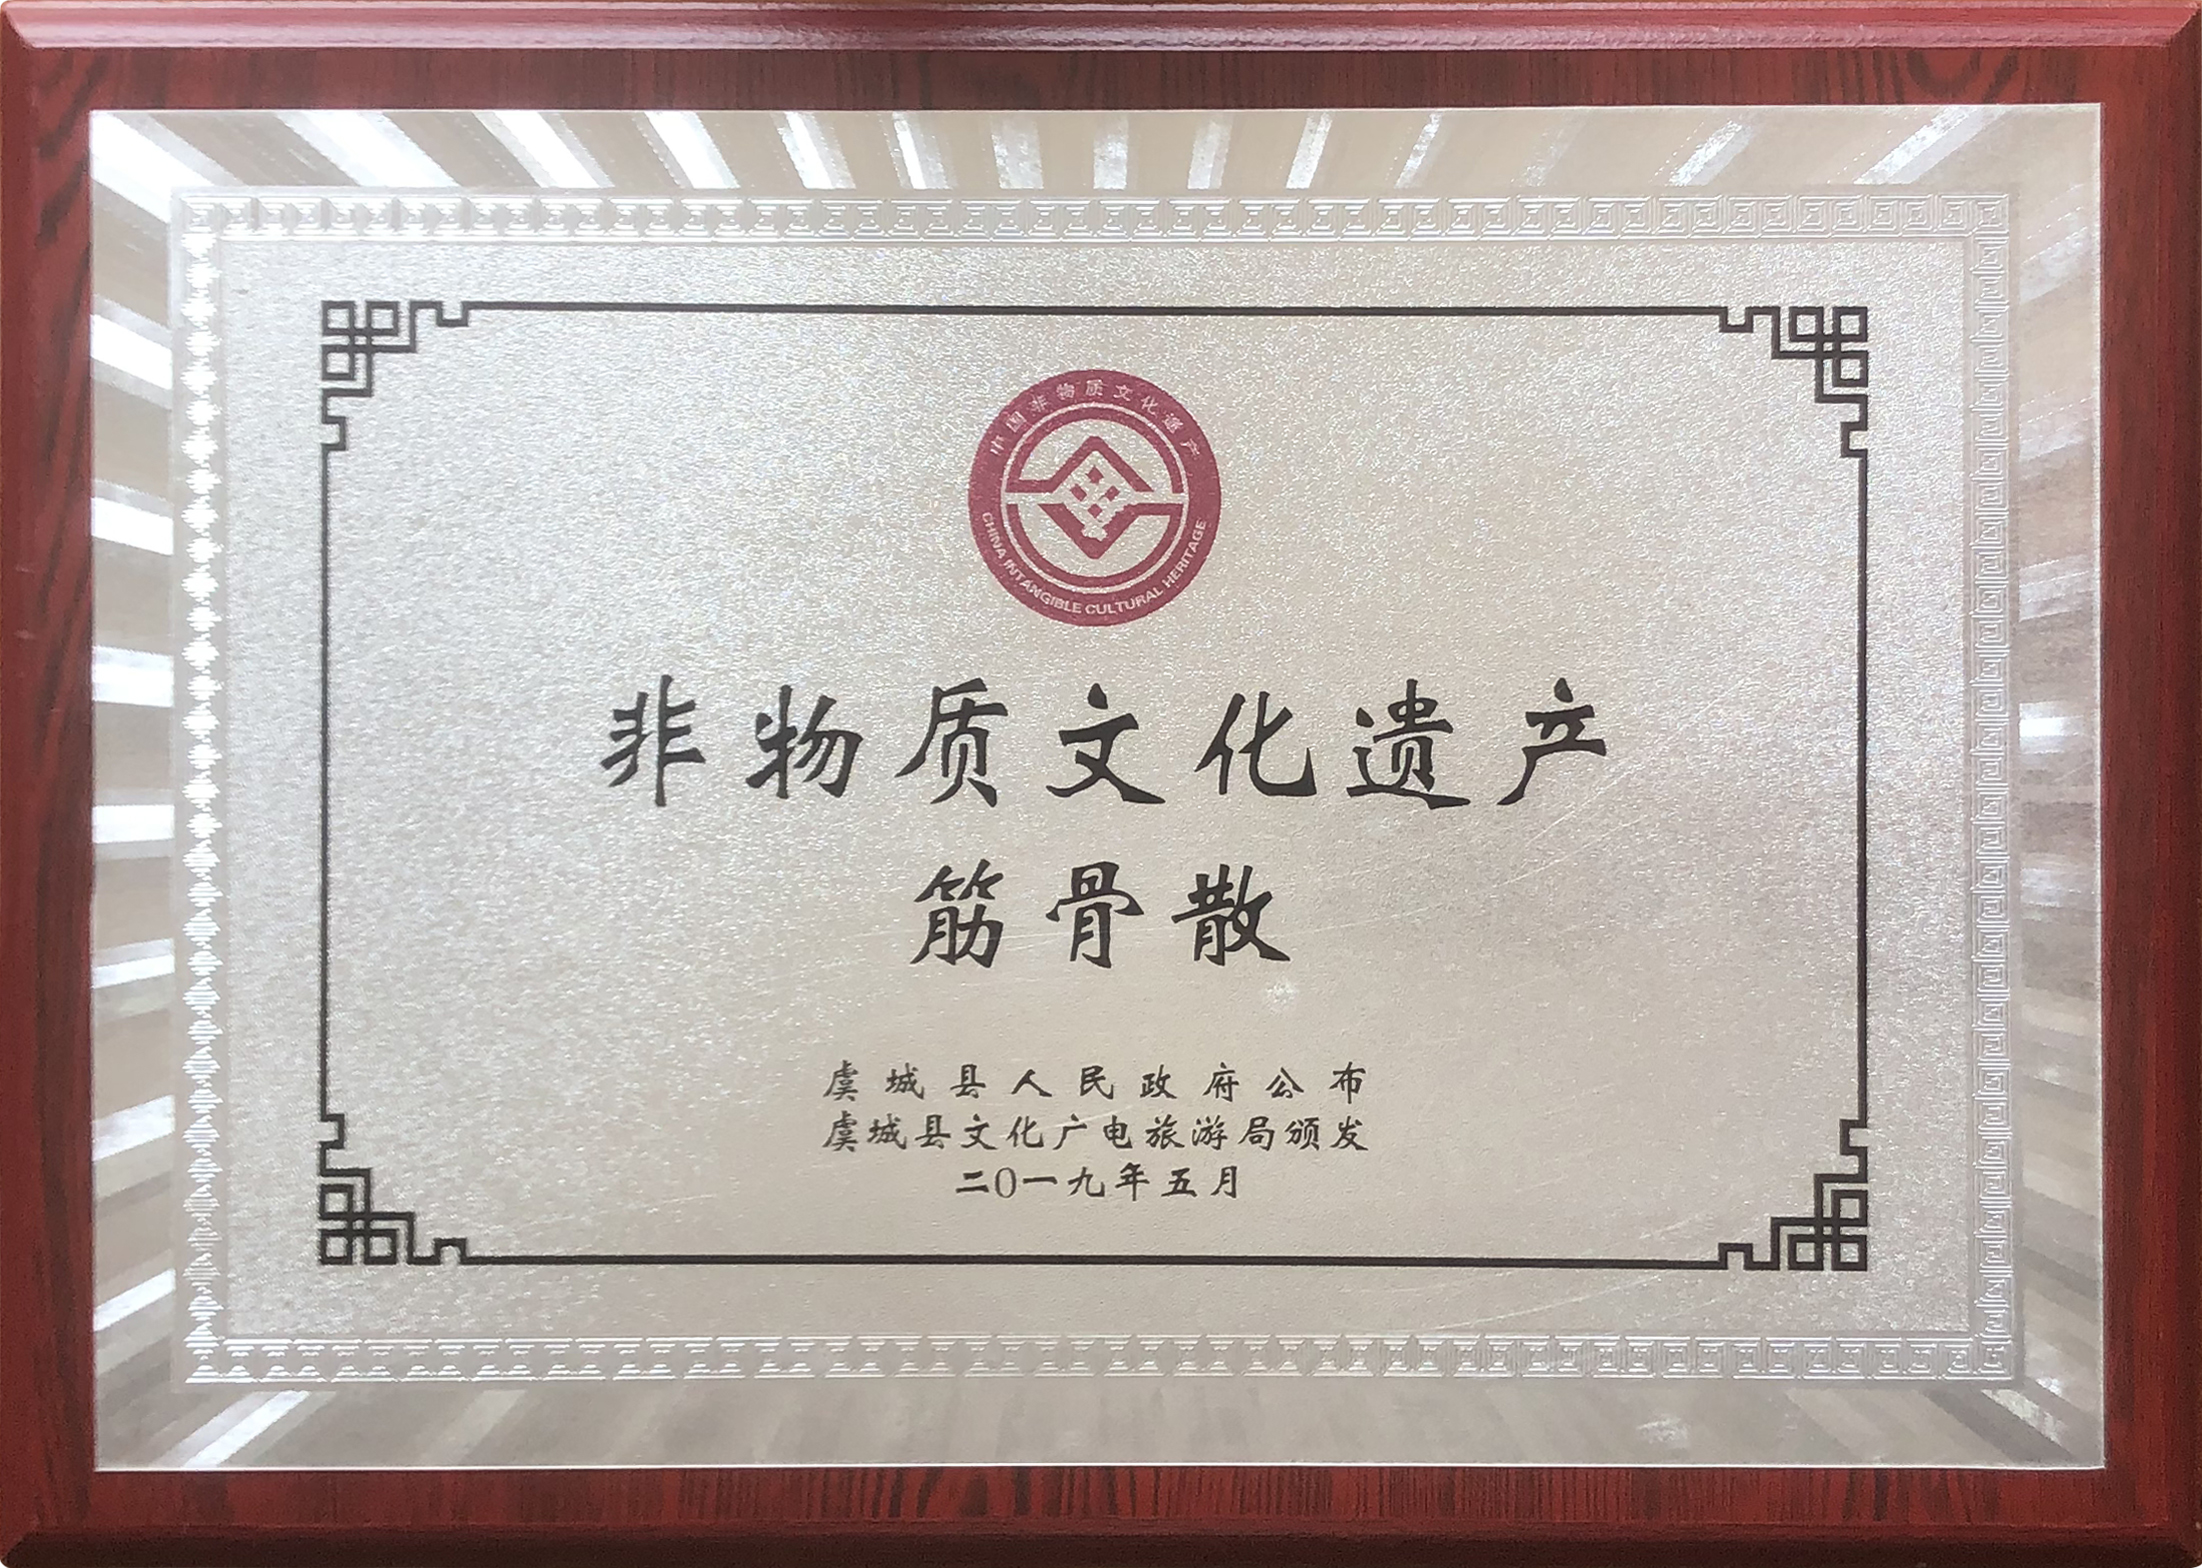 中国非物质文化遗产
CHINA INTANGIBLE CULTURAL HERITAGE
非物质文化遗产
筋骨散
虞城县人民政府公布
虞城县文化广电旅游局颁发
二〇一九年五月